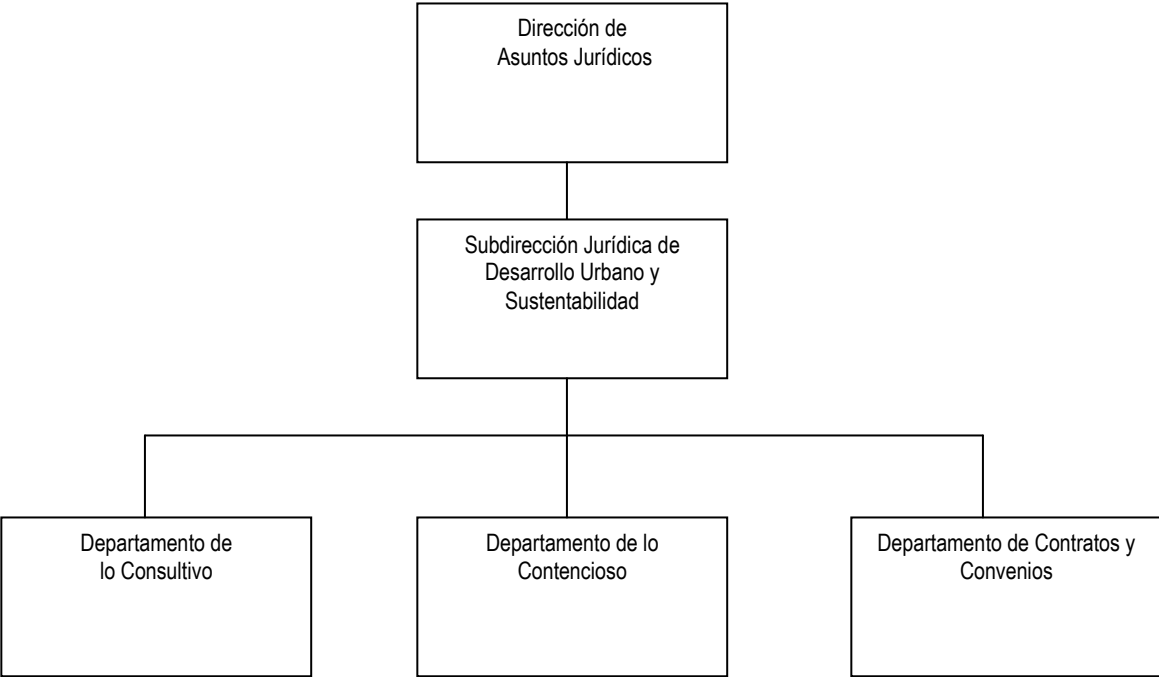 Dirección de
Asuntos Jurídicos
Subdirección Jurídica de
Desarrollo Urbano y
Sustentabilidad
Departamento de
lo Consultivo
Departamento de lo
Contencioso
Departamento de Contratos y
Convenios